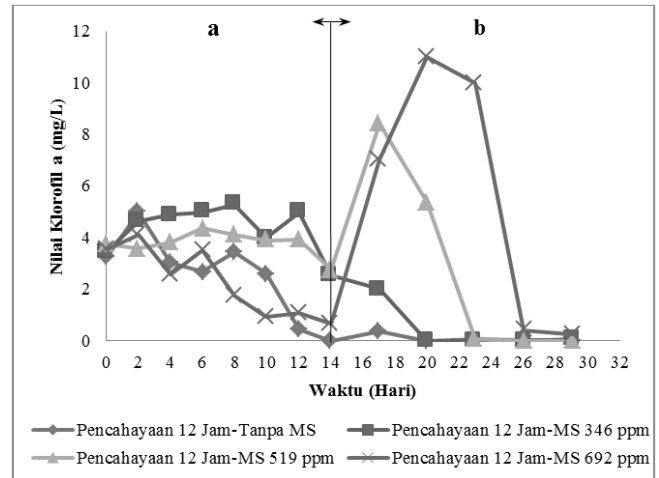 a b
Nilai Klorofil a (mg/L)
12
10
8
6
4
2
0
0 2 4 6 8 10 12 14 16 18 20 22 24 26 28 30 32
Waktu (Hari)
Pencahayaan 12 Jam-Tanpa MS Pencahayaan 12 Jam-MS 346 ppm
Pencahayaan 12 Jam-MS 519 ppm Pencahayaan 12 Jam-MS 692 ppm